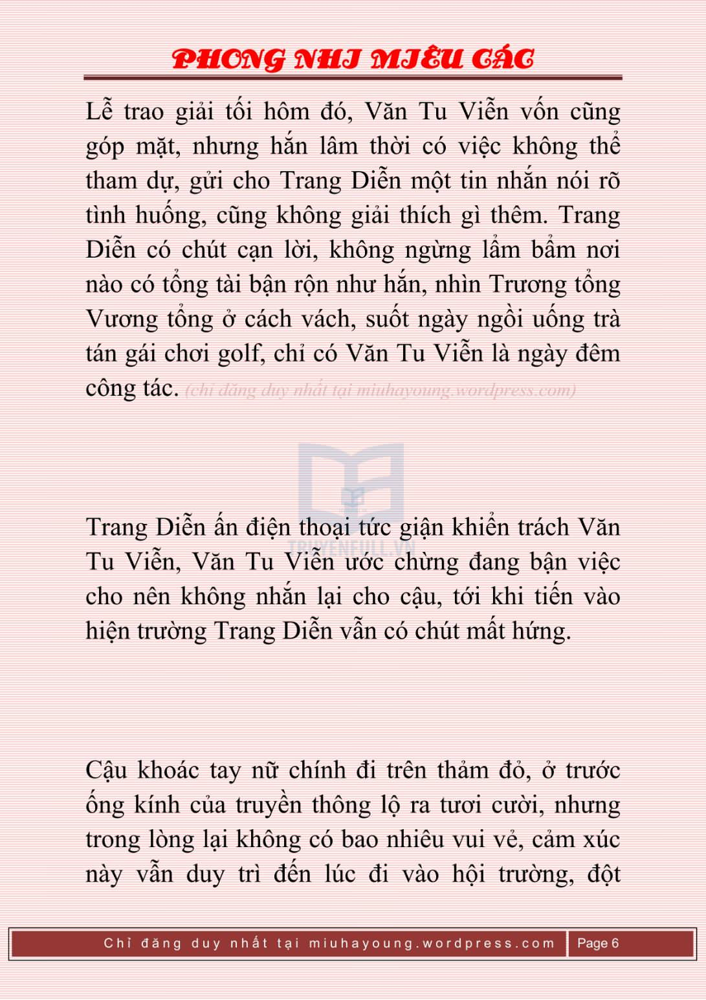 PHONG NHI MIÊU CÁC
Lễ trao giải tối hôm đó, Văn Tu Viễn vốn cũng
góp mặt, nhưng hắn lâm thời có việc không thể
tham dự, gửi cho Trang Diễn một tin nhắn nói rõ
tình huống, cũng không giải thích gì thêm. Trang
Diễn có chút cạn lời, không ngừng lẩm bẩm nơi
nào có tổng tài bận rộn như hắn, nhìn Trương tổng
Vương tổng ở cách vách, suốt ngày ngồi uống trà
tán gái chơi golf, chỉ có Văn Tu Viễn là ngày đêm
công tác. (chỉ đăng duy nhất tại miuhayoung.wordpress.com)
Trang Diễn ấn điện thoại tức giận khiển trách Văn
TRUYENFULL.VN
Tu Viễn, Văn Tu Viễn ước chừng đang bận việc
cho nên không nhắn lại cho cậu, tới khi tiến vào
hiện trường Trang Diễn vẫn có chút mất hứng.
Cậu khoác tay nữ chính đi trên thảm đỏ, ở trước
ống kính của truyền thông lộ ra tươi cười, nhưng
trong lòng lại không có bao nhiêu vui vẻ, cảm xúc
này vẫn duy trì đến lúc đi vào hội trường, đột
Chỉ đăng duy nhất tại miuhayoung.wordpress.com Page 6